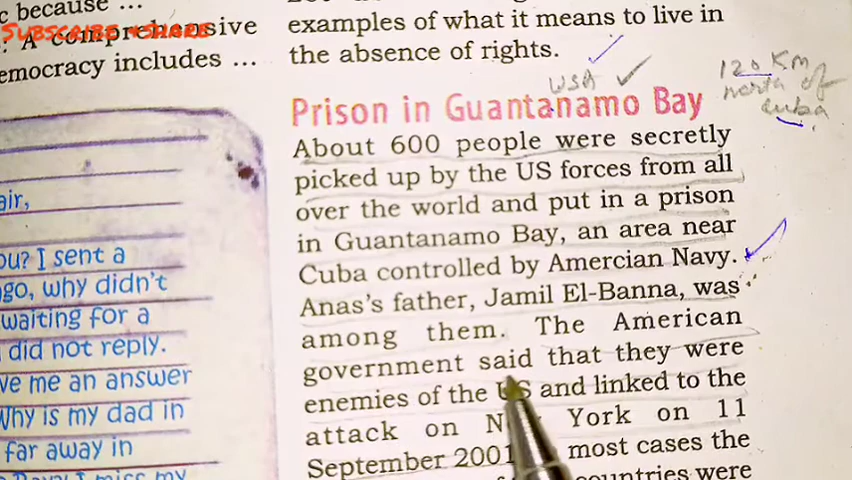 c because ...
SUBSCRIBE + SHARE
. A comprehensive
emocracy includes ...
air,
ou? I sent a
go, why didn't
waiting for a
did not reply.
ve me an answer
Why is my dad in
far away in
I miss my
examples of what it means to live in
the absence of rights.
USA
120 KM
north of
Cuba
Prison in Guantanamo Bay
About 600 people were secretly
picked up by the US forces from all
over the world and put in a prison
in Guantanamo Bay, an area near
Cuba controlled by Amercian Navy.
Anas's father, Jamil El-Banna, was
among them. The American
government said that they were
enemies of the US and linked to the
attack on York on 11
September 2001 most cases the
countries were